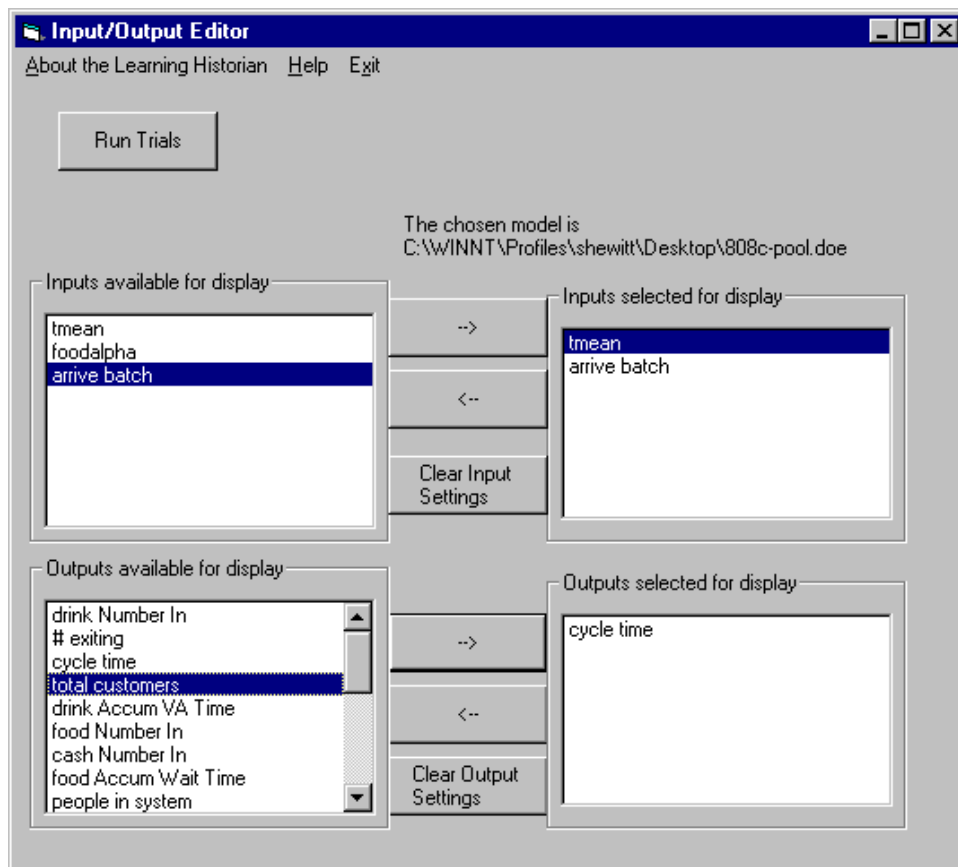 Input/Output Editor
About the Learning Historian Help Exit
Run Trials
The chosen model is
C:\WINNT\Profiles\shewitt\Desktop\808c-pool.doe
Inputs available for display
tmean
foodalpha
arrive batch
-->
<--
Clear Input
Settings
Inputs selected for display
tmean
arrive batch
Outputs available for display
drink Number In
# exiting
cycle time
total customers
drink Accum VA Time
food Number In
cash Number In
food Accum Wait Time
people in system
-->
<--
Clear Output
Settings
Outputs selected for display
cycle time